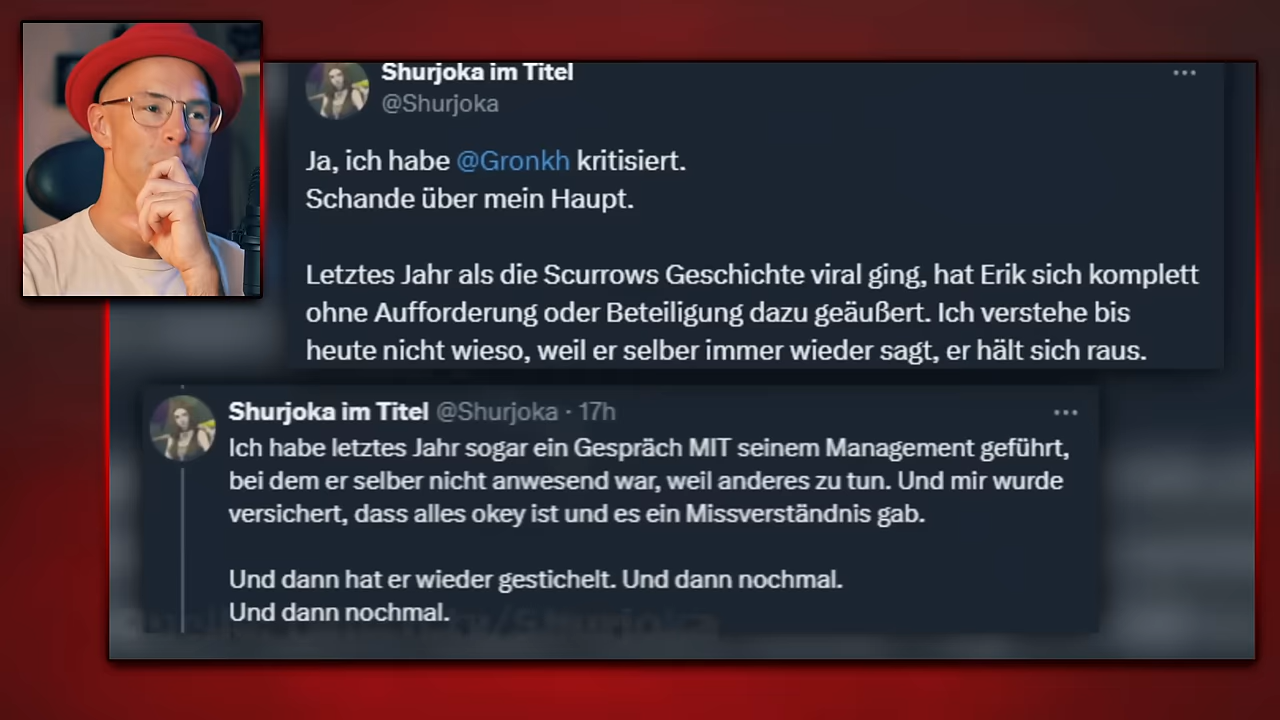 Shurjoka im Titel
@Shurjoka
Ja, ich habe @Gronkh kritisiert.
Schande über mein Haupt.
Letztes Jahr als die Scurrows Geschichte viral ging, hat Erik sich komplett
ohne Aufforderung oder Beteiligung dazu geäußert. Ich verstehe bis
heute nicht wieso, weil er selber immer wieder sagt, er hält sich raus.
Shurjoka im Titel @Shurjoka · 17h
Ich habe letztes Jahr sogar ein Gespräch MIT seinem Management geführt,
bei dem er selber nicht anwesend war, weil anderes zu tun. Und mir wurde
versichert, dass alles okey ist und es ein Missverständnis gab.
Und dann hat er wieder gestichelt. Und dann nochmal.
Und dann nochmal.